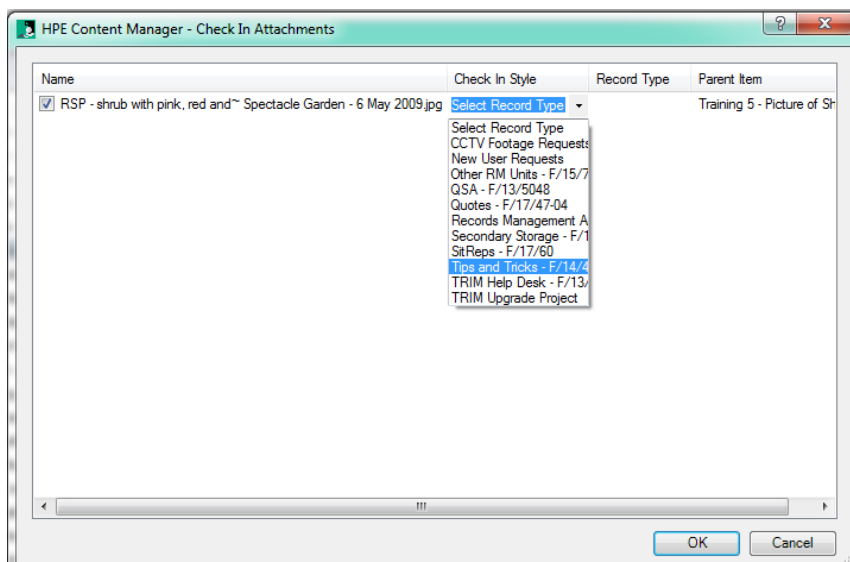 HPE Content Manager - Check In Attachments
Name Check In Style Record Type Parent Item
RSP - shrub with pink, red and~ Spectacle Garden - 6 May 2009.jpg Select Record Type Training 5 - Picture of Sh
Select Record Type
CCTV Footage Requests
New User Requests
Other RM Units - F/15/7
QSA - F/13/5048
Quotes - F/17/47-04
Records Management A
Secondary Storage - F/1
SitReps - F/17/60
Tips and Tricks - F/14/4
TRIM Help Desk - F/13/
TRIM Upgrade Project
OK Cancel